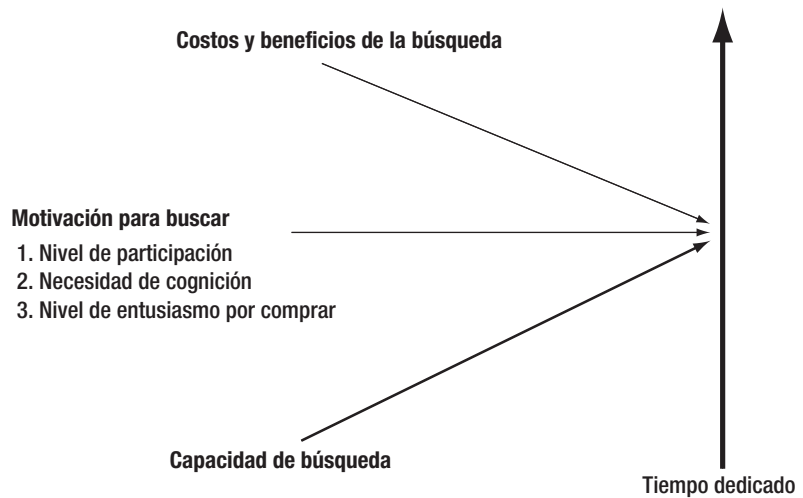 Costos y beneficios de la búsqueda
Motivación para buscar
1. Nivel de participación
2. Necesidad de cognición
3. Nivel de entusiasmo por comprar
Capacidad de búsqueda
Tiempo dedicado